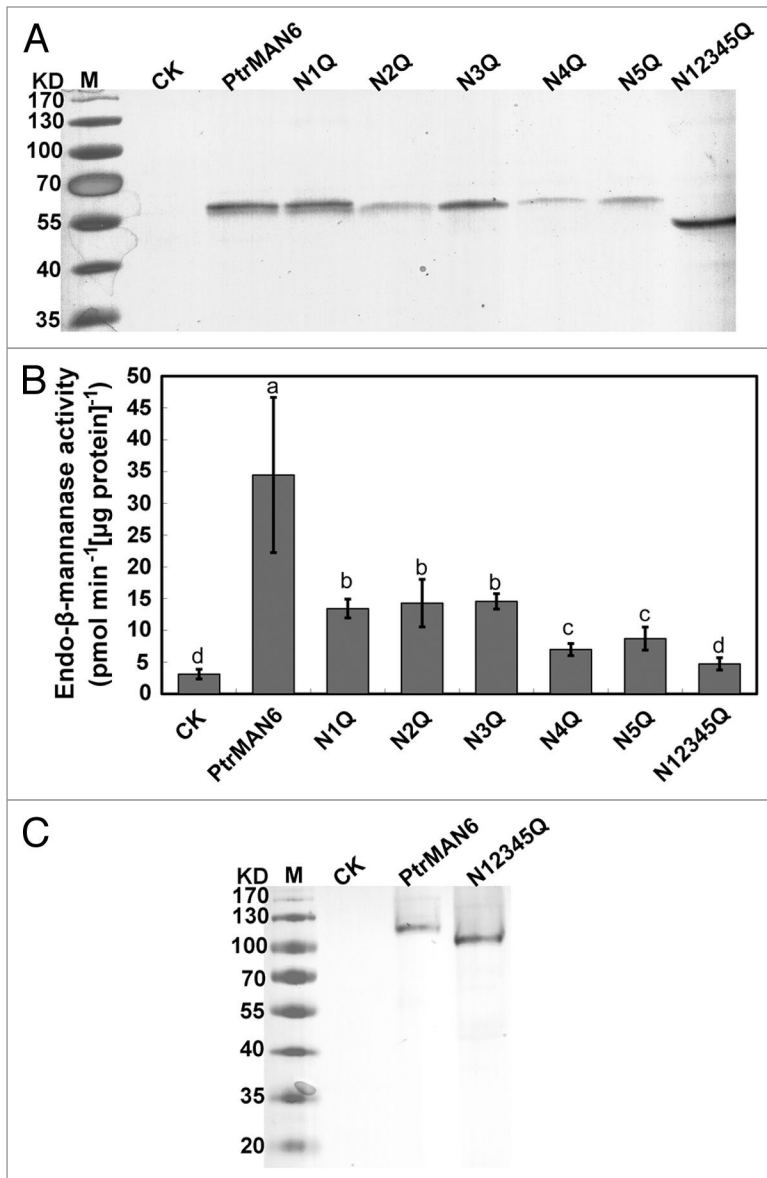 A
KD M CK PtrMAN6 N1Q N2Q N3Q N4Q N5Q N12345Q
170
130
100
70
55
40
35
B
Endo-β-mannanase activity
(pmol min⁻¹[µg protein]⁻¹)
50
45
40
35
30
25
20
15
10
5
0
d a b b b c c d
CK PtrMAN6 N1Q N2Q N3Q N4Q N5Q N12345Q
C
KD M CK PtrMAN6 N12345Q
170
130
100
70
55
40
35
20